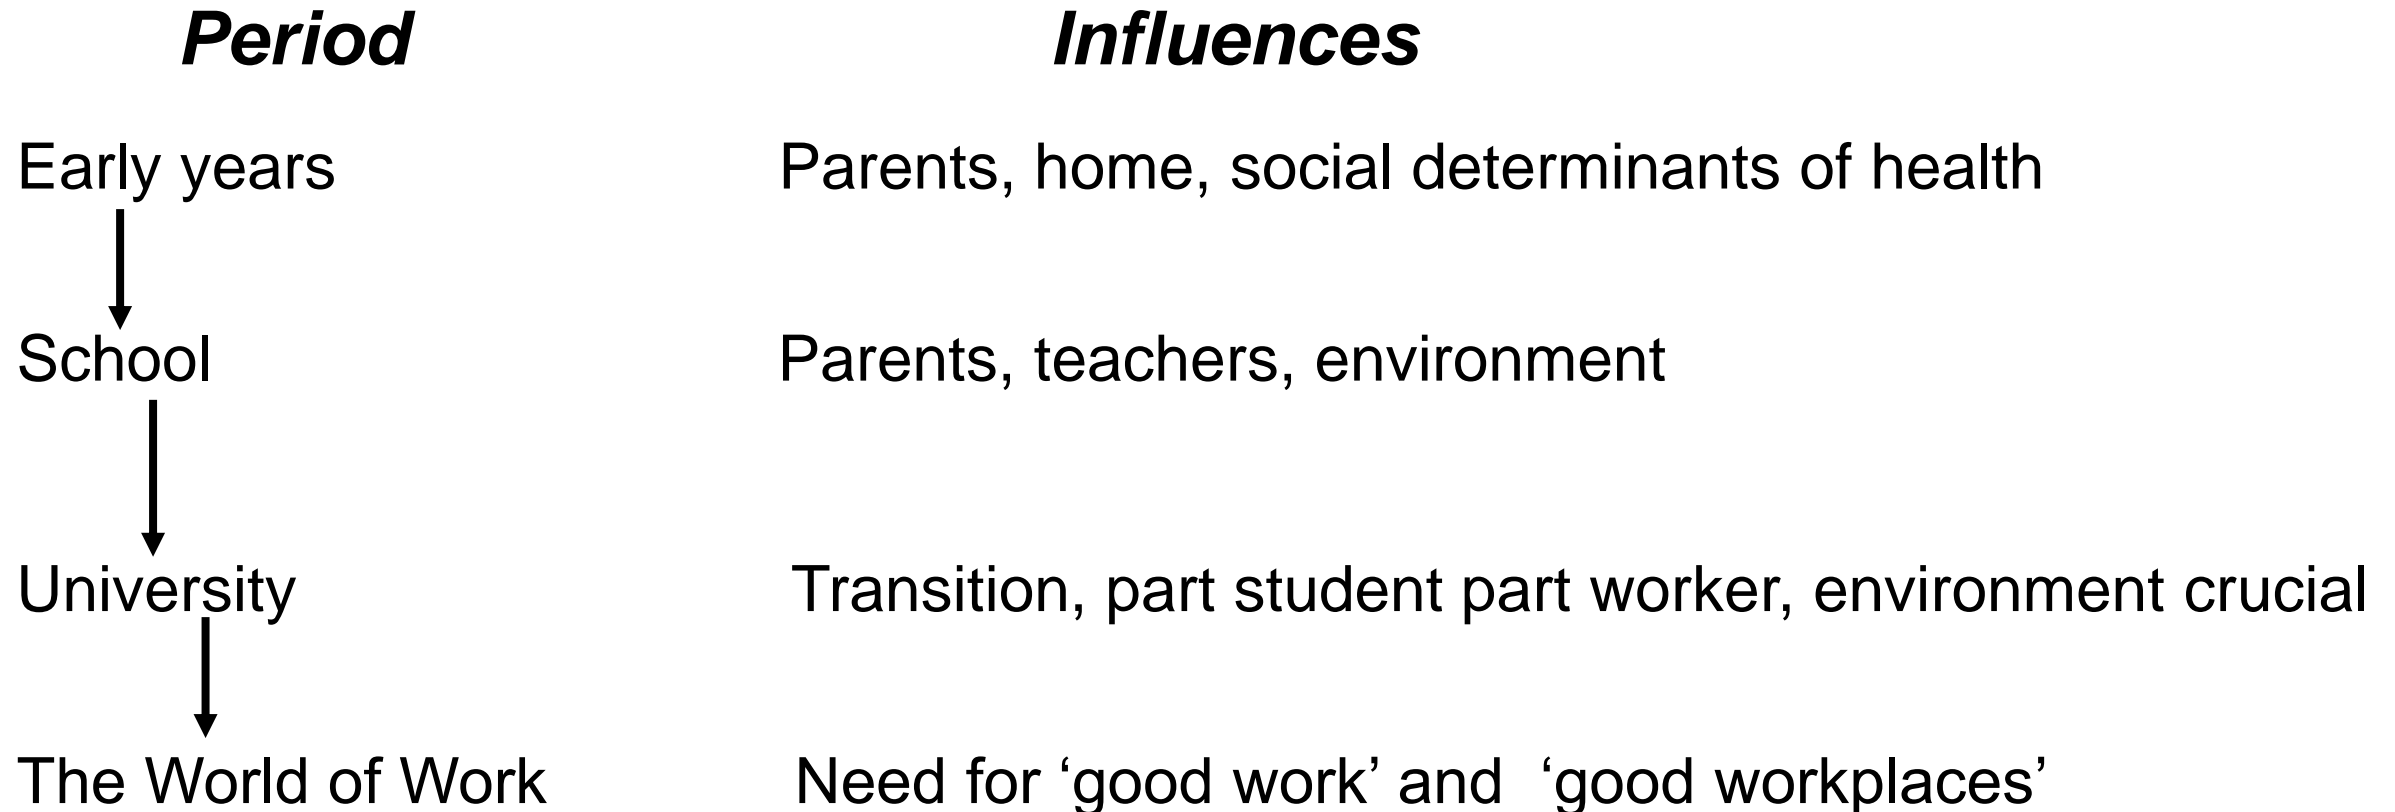 Period Influences
Early years Parents, home, social determinants of health
School Parents, teachers, environment
University Transition, part student part worker, environment crucial
The World of Work Need for ‘good work’ and ‘good workplaces’